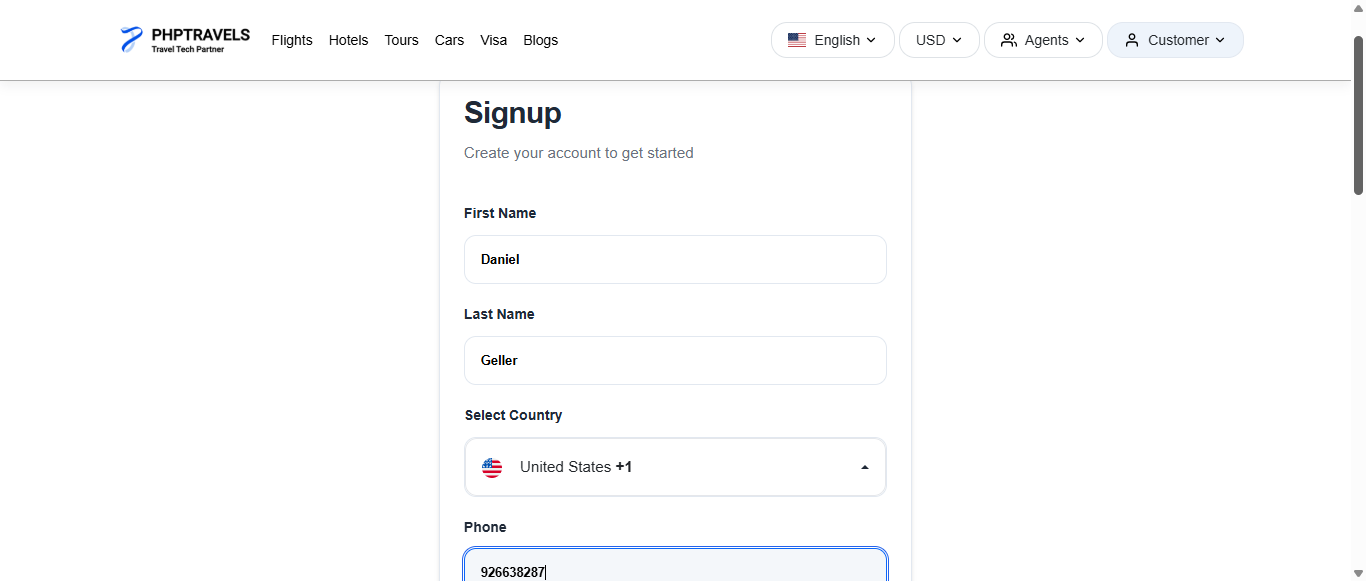 PHPTRAVELS
Travel Tech Partner
Flights Hotels Tours Cars Visa Blogs English USD Agents Customer
Signup
Create your account to get started
First Name
Daniel
Last Name
Geller
Select Country
United States +1
Phone
926638287